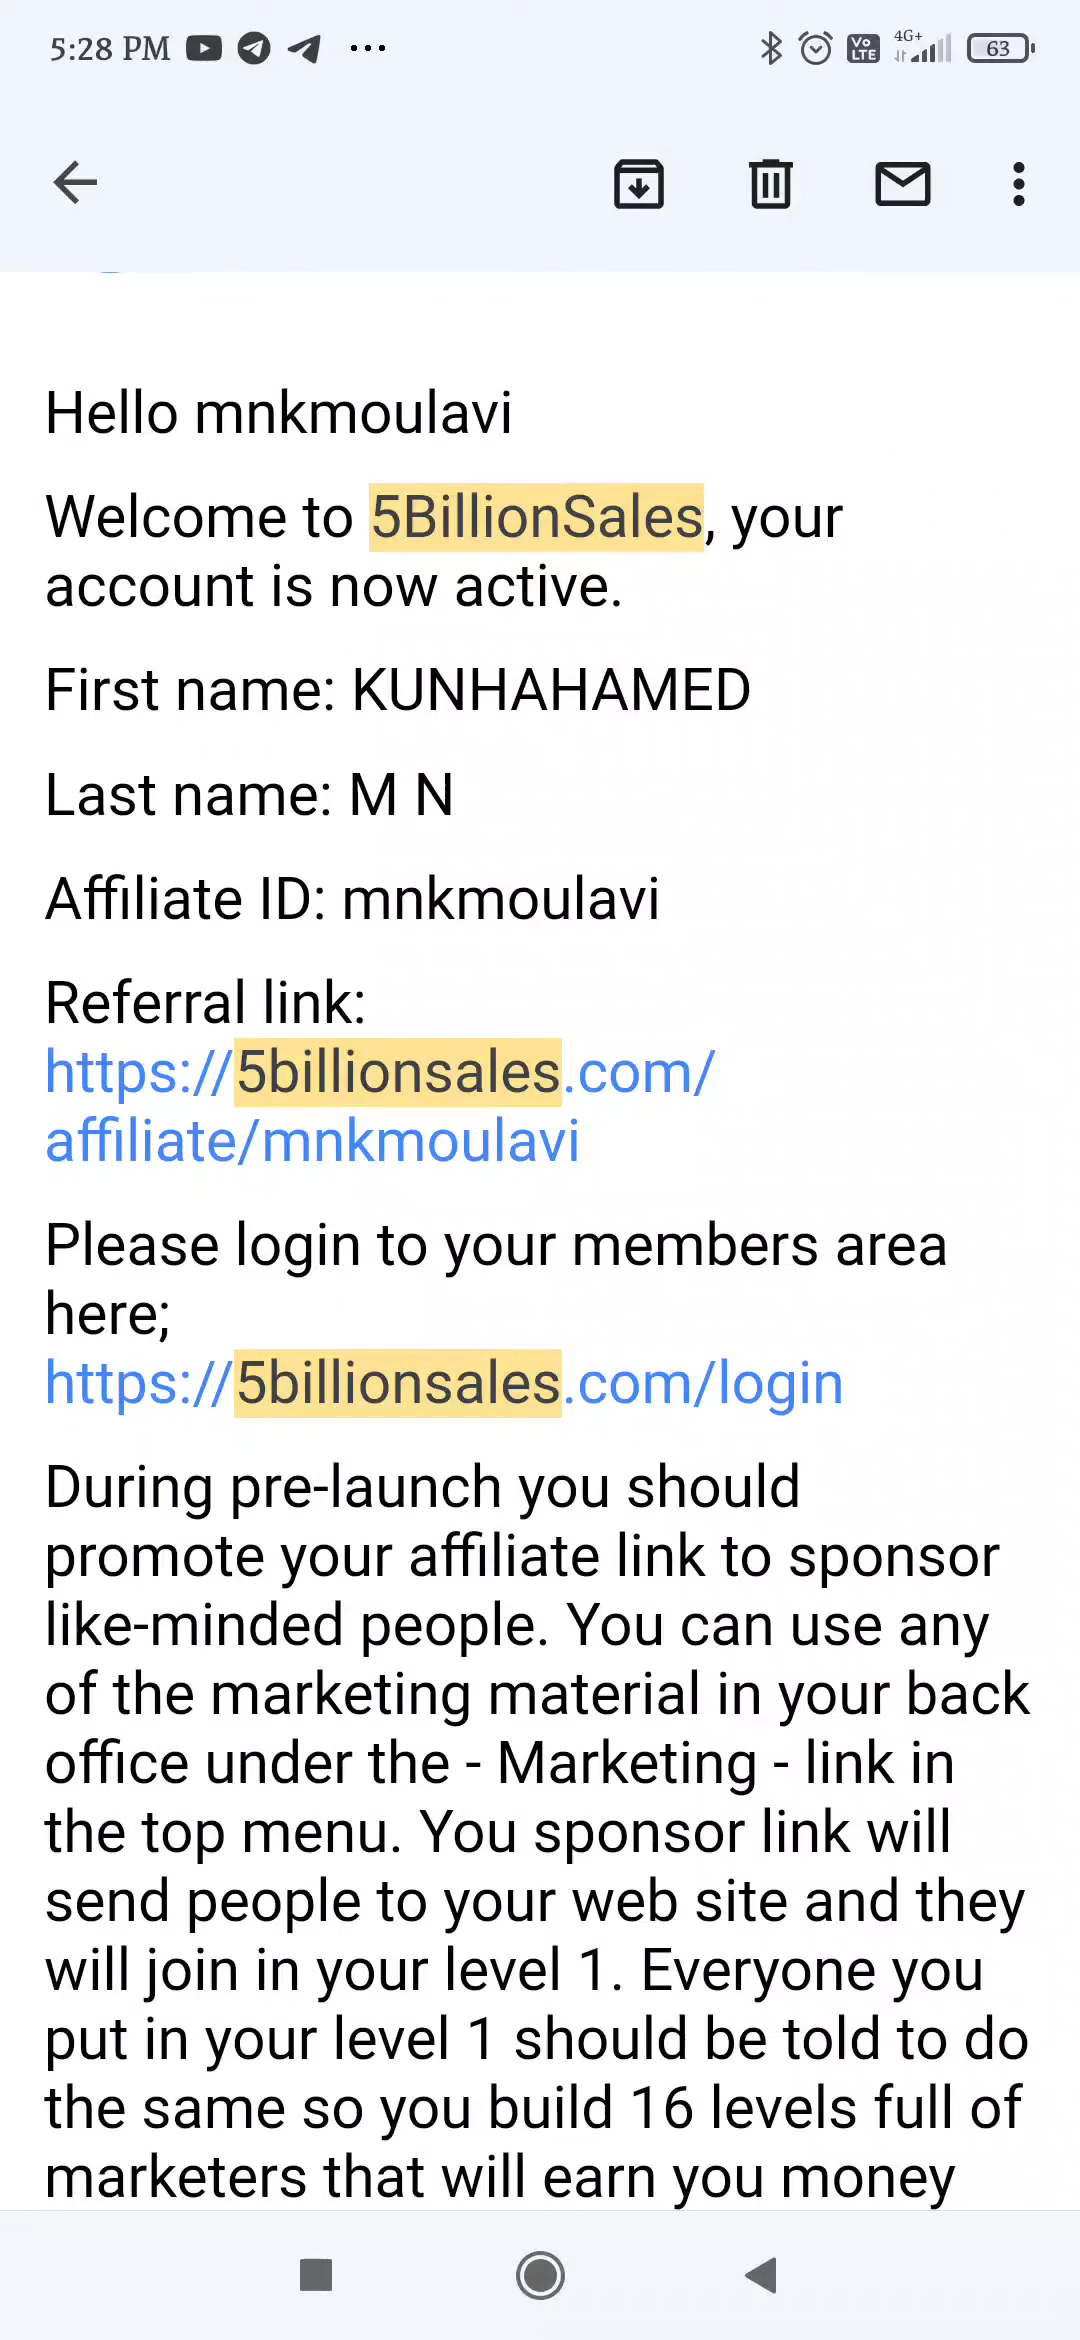 5:28 PM
Vo LTE
4G+
63
Hello mnkmoulavi
Welcome to 5BillionSales, your
account is now active.
First name: KUNHAHAMED
Last name: M N
Affiliate ID: mnkmoulavi
Referral link:
https://5billionsales.com/
affiliate/mnkmoulavi
Please login to your members area
here;
https://5billionsales.com/login
During pre-launch you should
promote your affiliate link to sponsor
like-minded people. You can use any
of the marketing material in your back
office under the - Marketing - link in
the top menu. You sponsor link will
send people to your web site and they
will join in your level 1. Everyone you
put in your level 1 should be told to do
the same so you build 16 levels full of
marketers that will earn you money